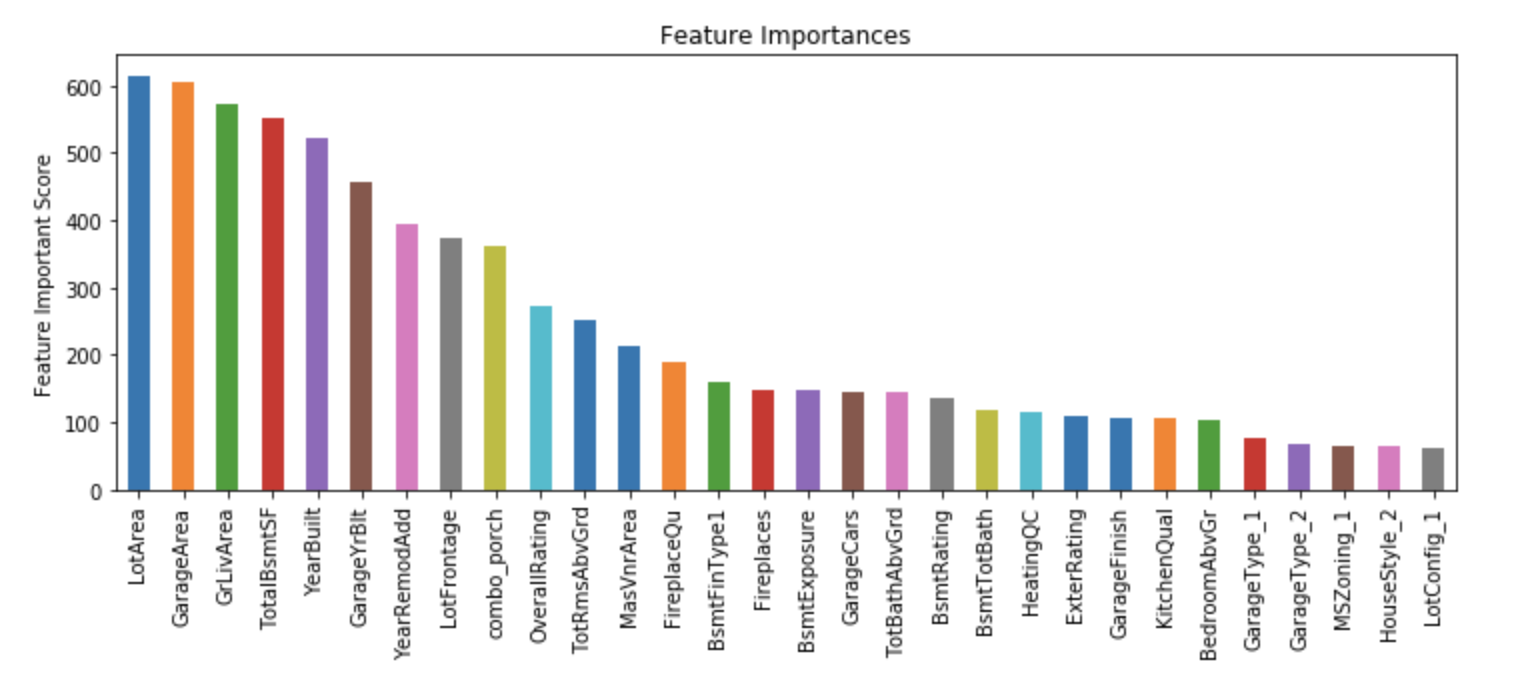 Feature Importances
Feature Important Score
600
500
400
300
200
100
0
LotArea
GarageArea
GrLivArea
TotalBsmtSF
YearBuilt
GarageYrBlt
YearRemodAdd
LotFrontage
combo_porch
OverallRating
TotRmsAbvGrd
MasVnrArea
FireplaceQu
BsmtFinType1
Fireplaces
BsmtExposure
GarageCars
TotBathAbvGrd
BsmtRating
BsmtTotBath
HeatingQC
ExterRating
GarageFinish
KitchenQual
BedroomAbvGr
GarageType_1
GarageType_2
MSZoning_1
HouseStyle_2
LotConfig_1